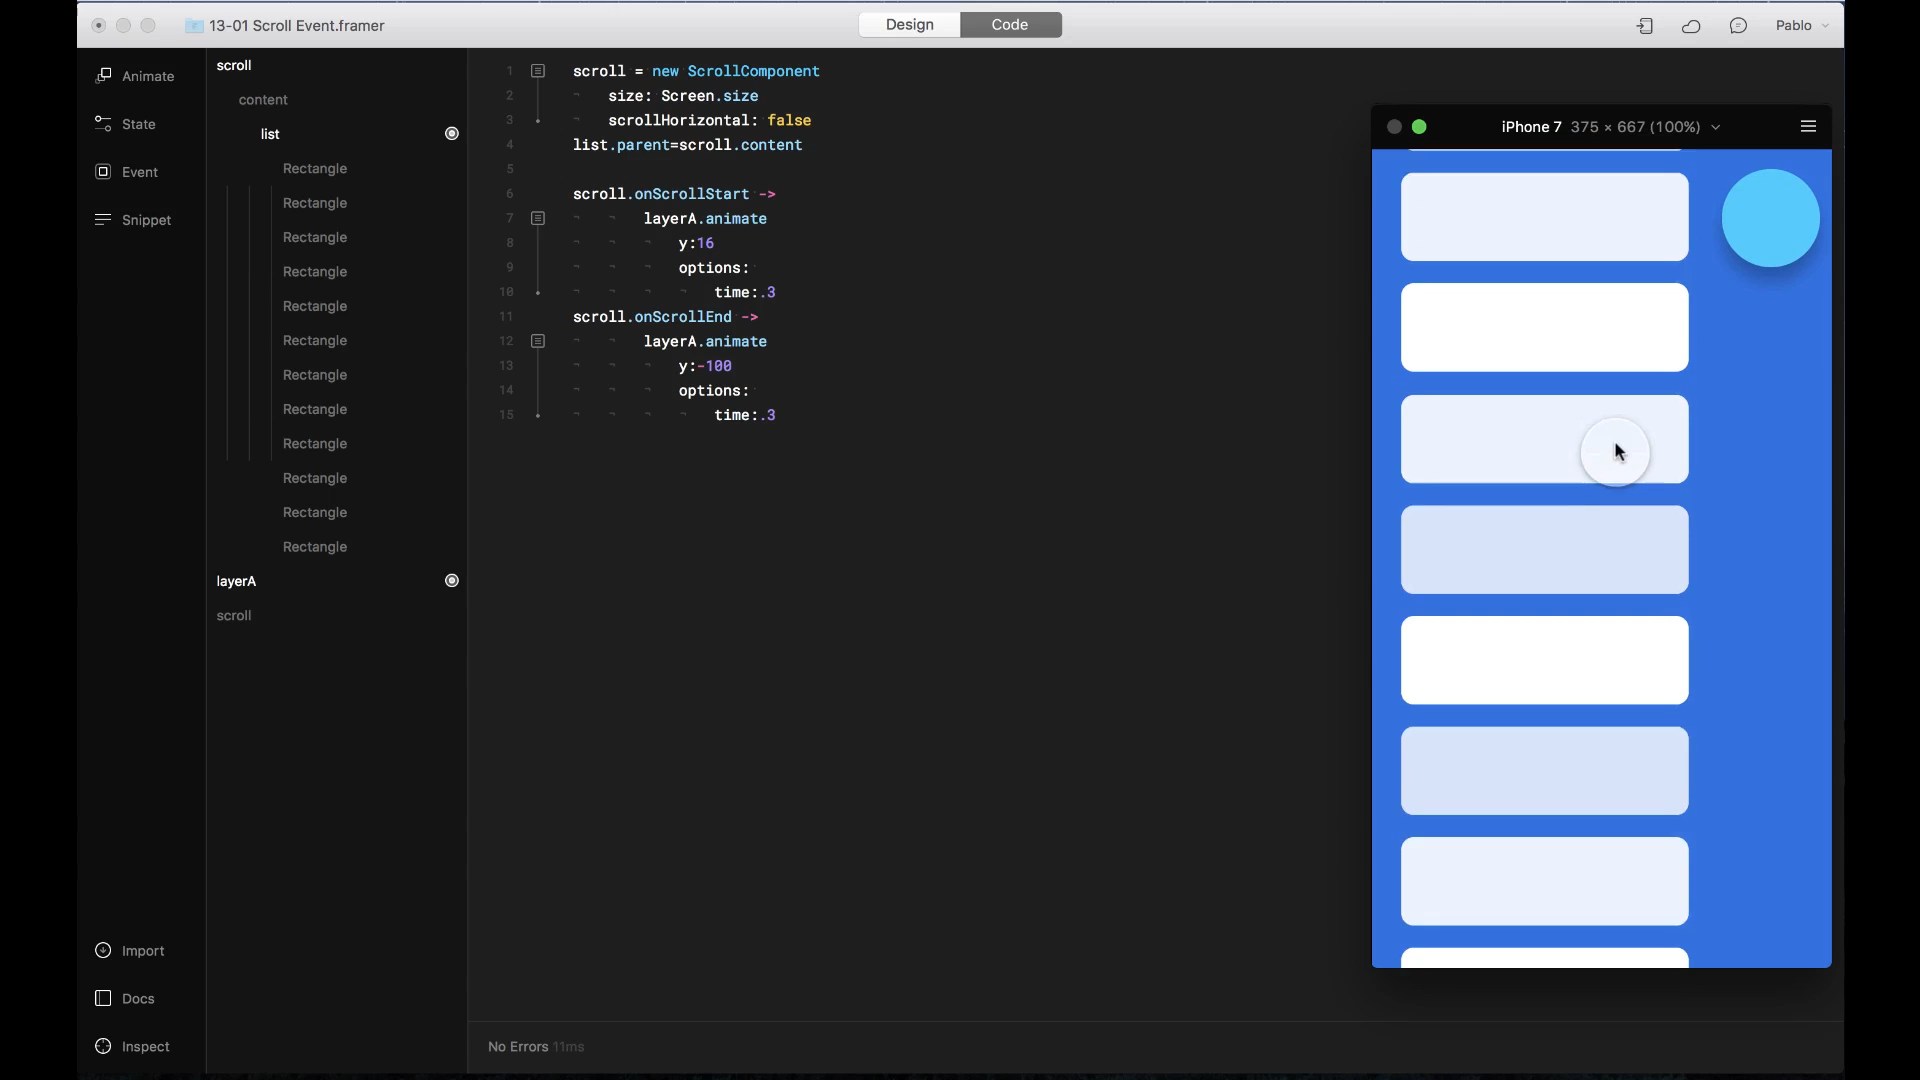 13-01 Scroll Event.framer
Design
Code
Pablo
Animate
State
Event
Snippet
Import
Docs
Inspect
scroll
content
list
Rectangle
Rectangle
Rectangle
Rectangle
Rectangle
Rectangle
Rectangle
Rectangle
Rectangle
Rectangle
Rectangle
Rectangle
layerA
scroll
1 scroll = new ScrollComponent
2 size: Screen.size
3 scrollHorizontal: false
4 list.parent=scroll.content
5
6 scroll.onScrollStart ->
7 layerA.animate
8 y:16
9 options:
10 time:.3
11 scroll.onScrollEnd ->
12 layerA.animate
13 y:-100
14 options:
15 time:.3
No Errors 11ms
iPhone 7 375 × 667 (100%)